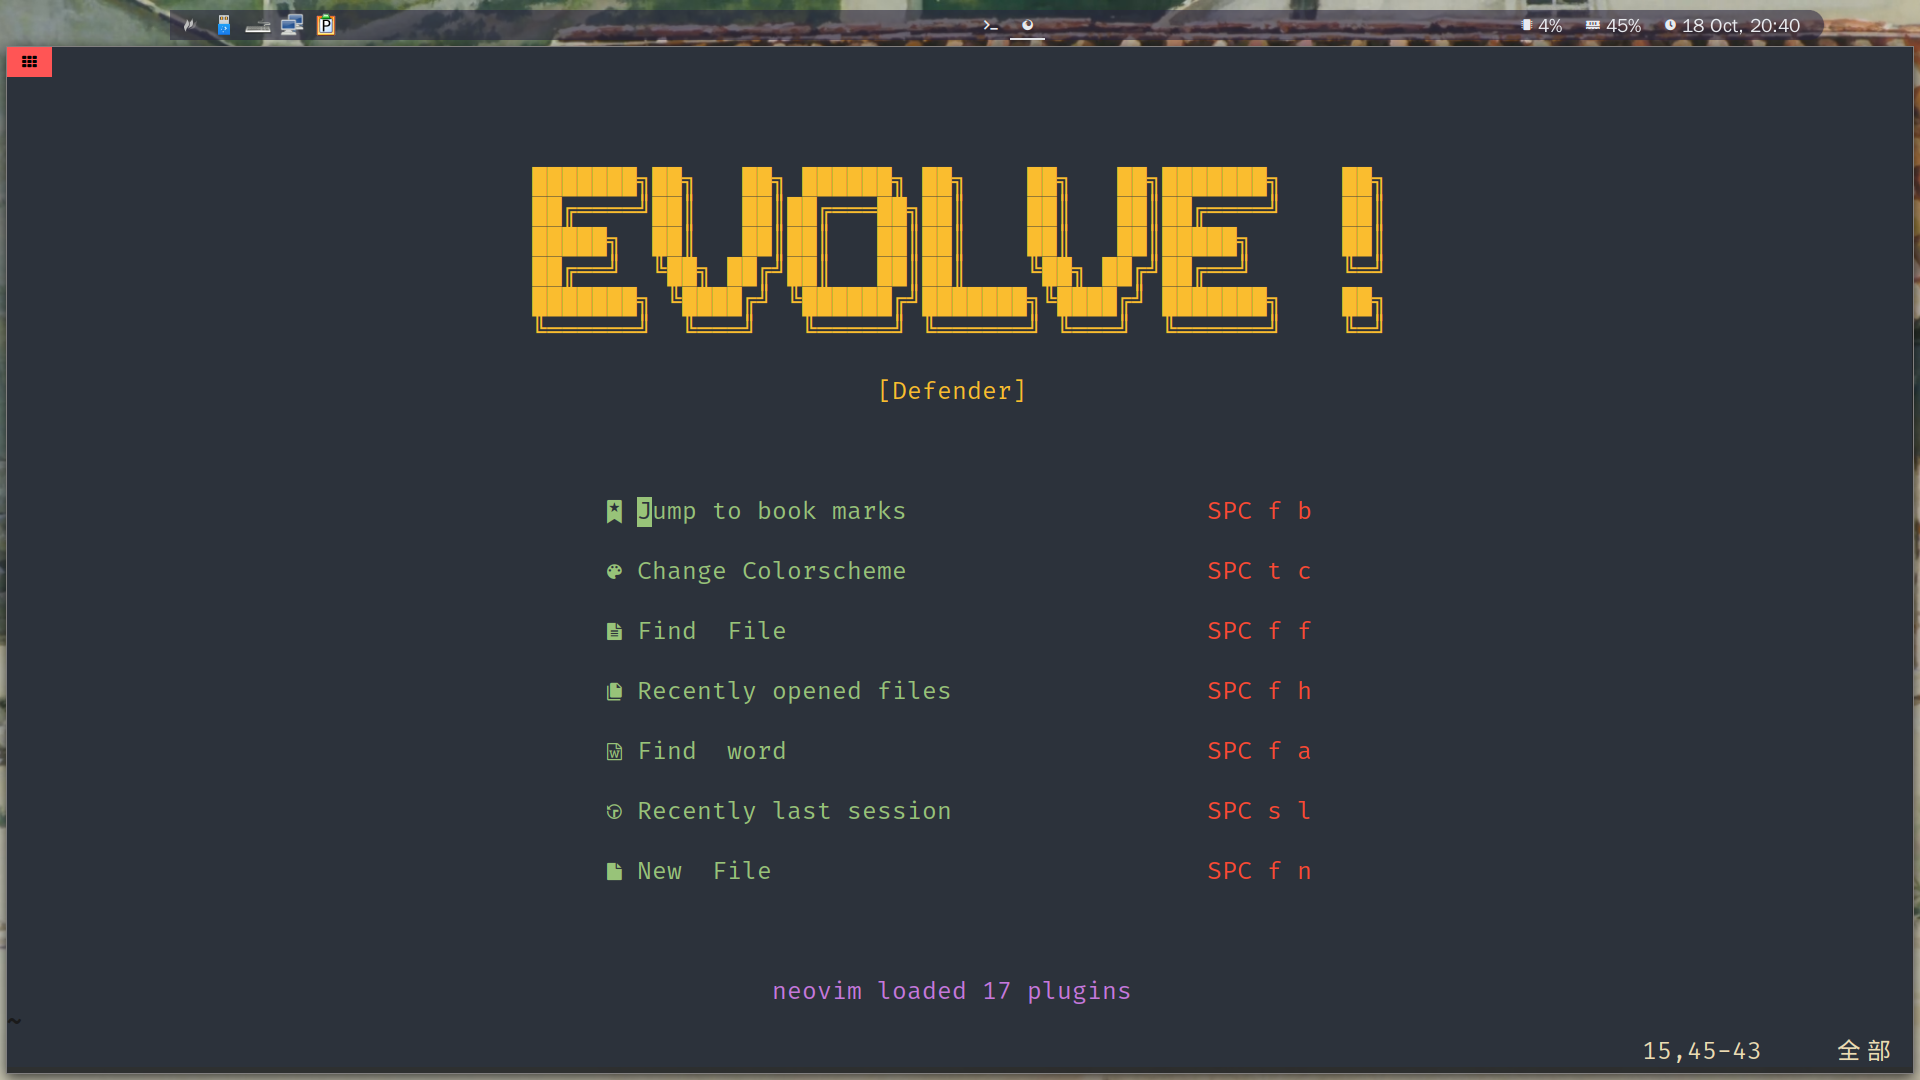 4% 45% 18 Oct, 20:40
EVOLVE !
[Defender]
Jump to book marks SPC f b
Change Colorscheme SPC t c
Find  File SPC f f
Recently opened files SPC f h
Find  word SPC f a
Recently last session SPC s l
New  File SPC f n
neovim loaded 17 plugins
~
15,45-43 全部